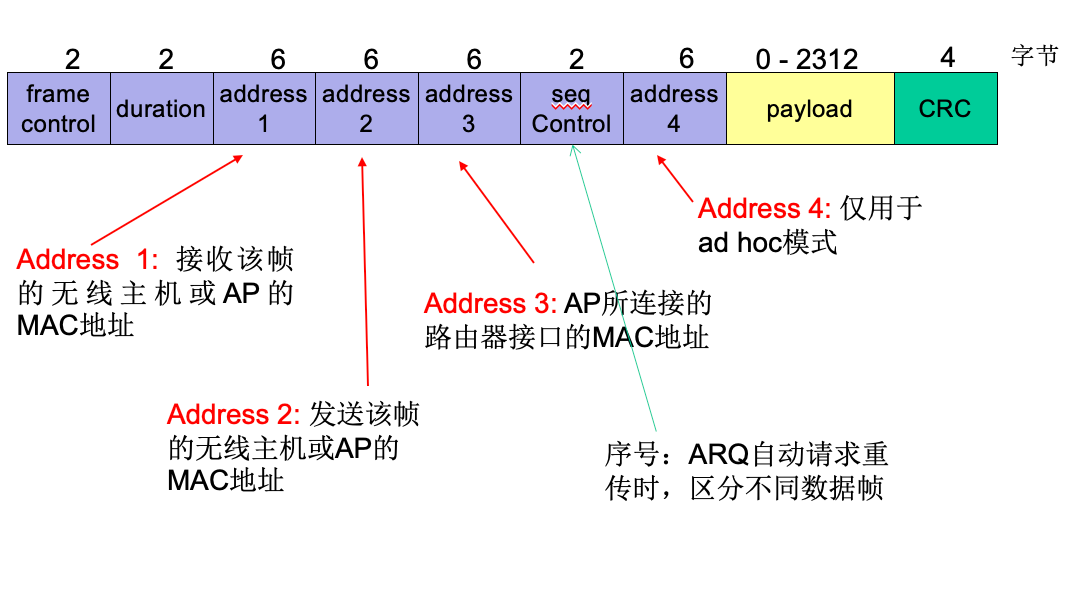 2 2 6 6 6 2 6 0 - 2312 4 字节
frame control
duration
address 1
address 2
address 3
seq Control
address 4
payload
CRC
Address 4: 仅用于
ad hoc模式
Address 1: 接收该帧
的无线主机或AP的
MAC地址
Address 3: AP所连接的
路由器接口的MAC地址
Address 2: 发送该帧
的无线主机或AP的
MAC地址
序号：ARQ自动请求重
传时，区分不同数据帧